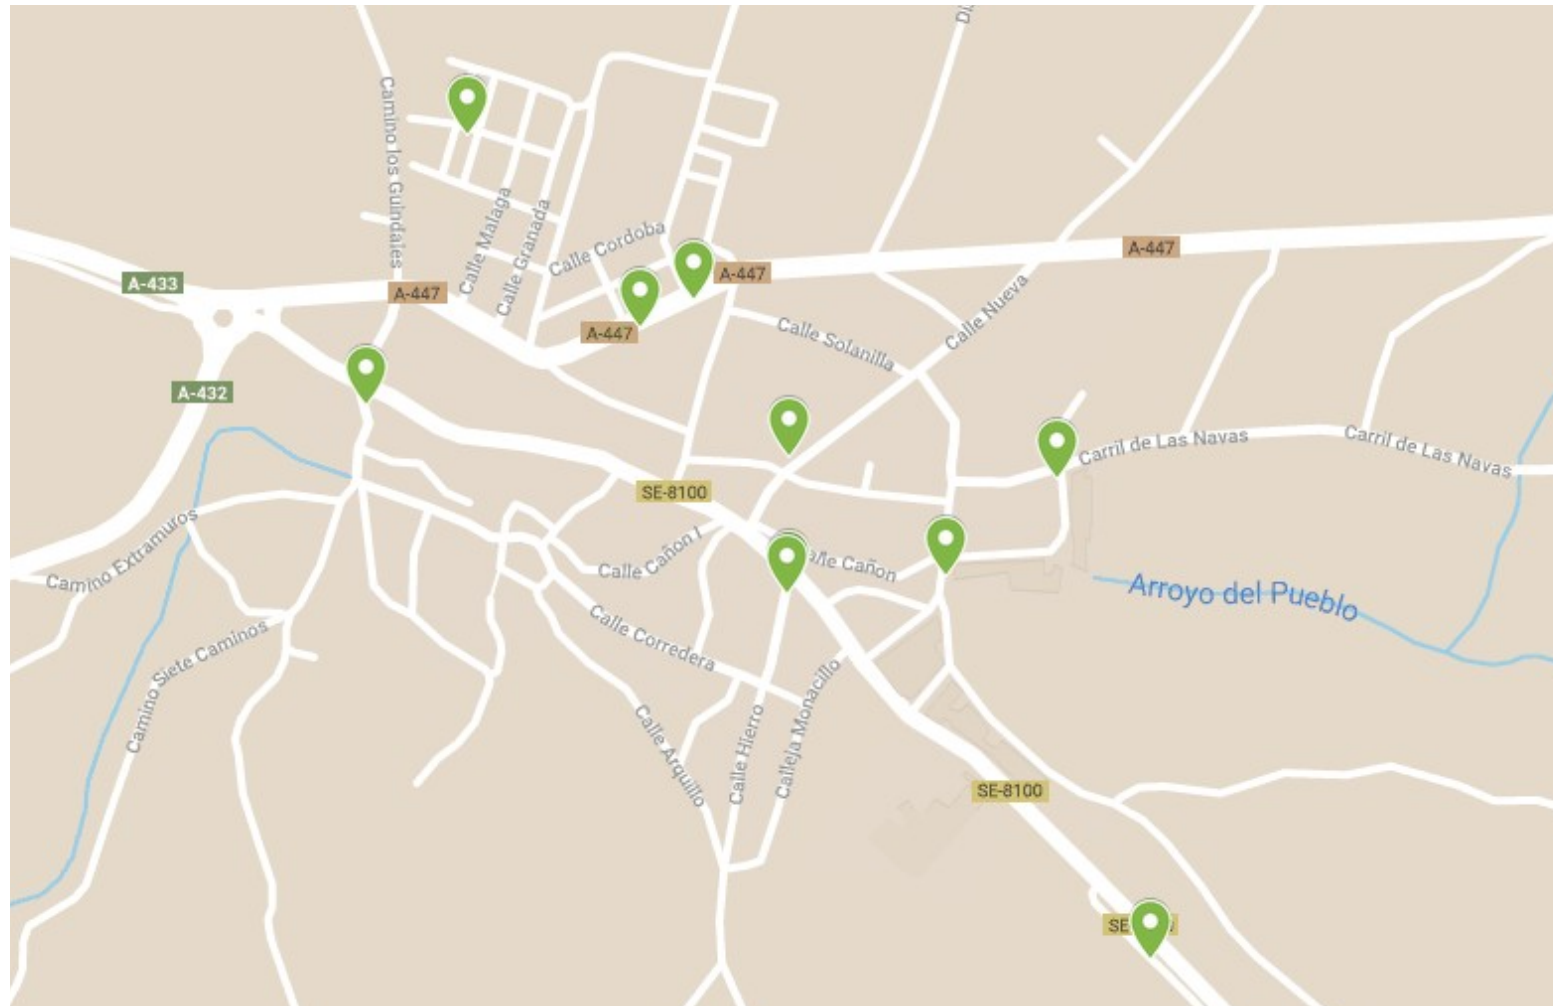 Camino los Guindales
Calle Malaga
Calle Granada
Calle Cordoba
A-447
A-447
A-433
A-447
A-447
Calle Nueva
Calle Solanilla
A-432
Carril de Las Navas
Carril de Las Navas
SE-8100
Camino Extramuros
Calle Cañon I
Cañon
Arroyo del Pueblo
Calle Corredera
Camino Siete Caminos
Calleja Monacillo
Calle Hierro
Calle Arquillo
SE-8100
SE